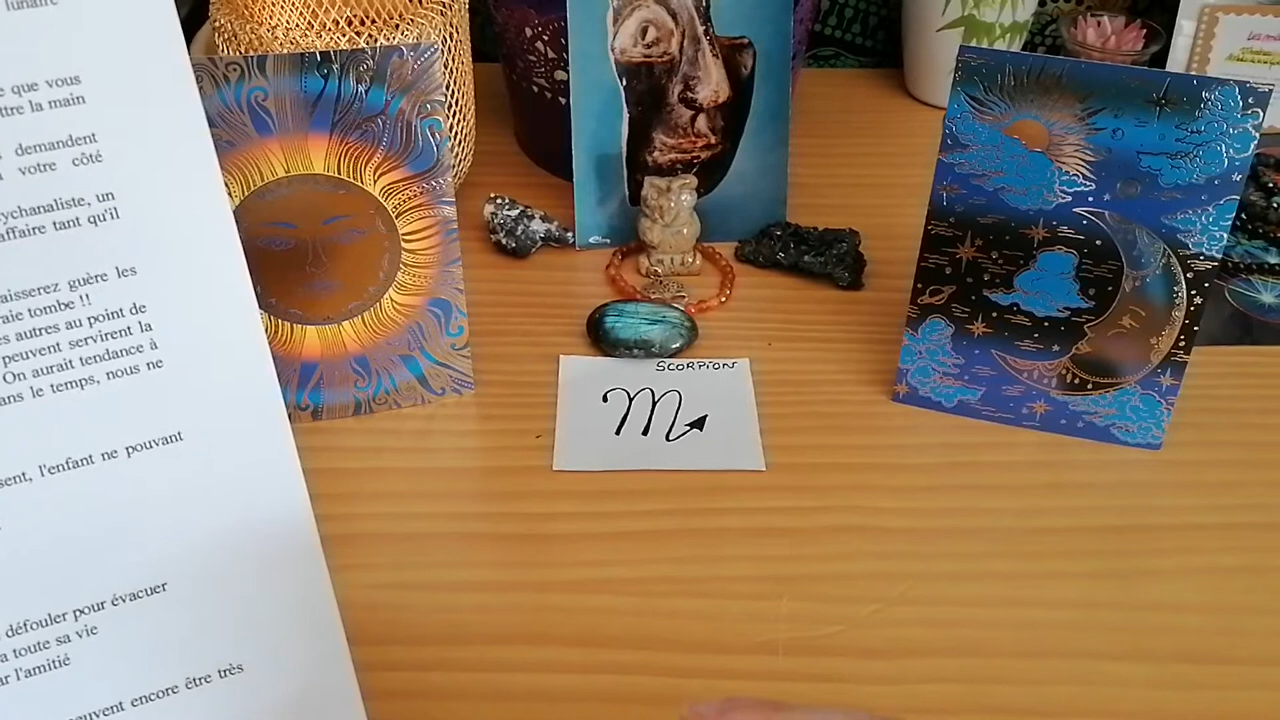 lunaire
e que vous
ttre la main
demandent
votre côté
ychanaliste, un
affaire tant qu'il
aisserez guère les
raie tombe !!
es autres au point de
peuvent servirent la
On aurait tendance à
ans le temps, nous ne
sent, l'enfant ne pouvant
défouler pour évacuer
a toute sa vie
ar l'amitié
euvent encore être très
SCORPION